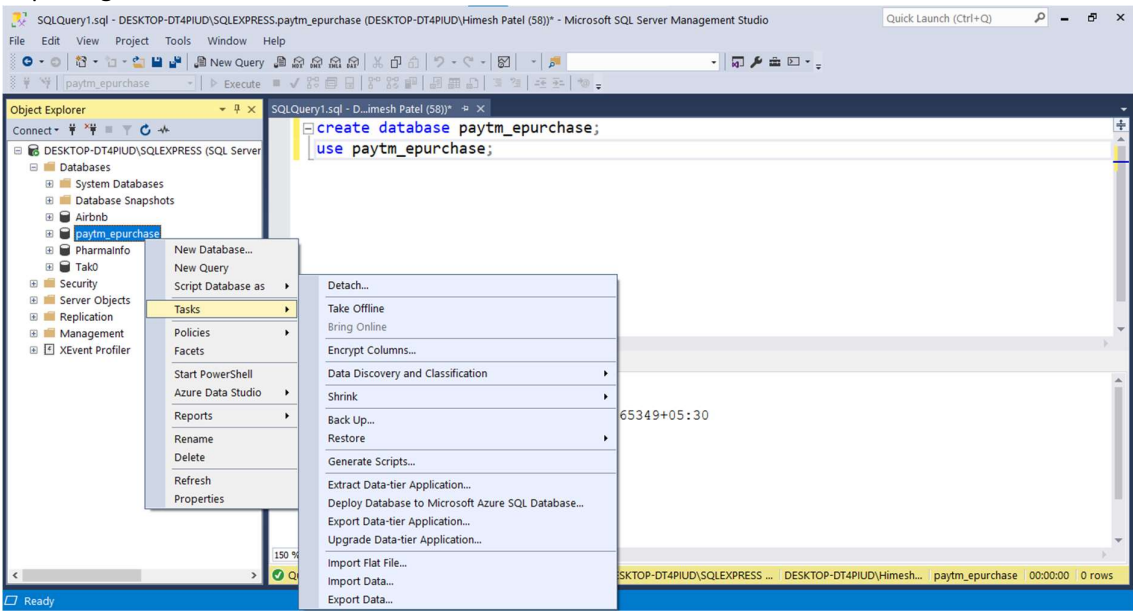 SQLQuery1.sql - DESKTOP-DT4PIUD\SQLEXPRESS.paytm_epurchase (DESKTOP-DT4PIUD\Himesh Patel (58))* - Microsoft SQL Server Management Studio
Quick Launch (Ctrl+Q)
File Edit View Project Tools Window Help
New Query
paytm_epurchase
Execute
Object Explorer
SQLQuery1.sql - D...imesh Patel (58))*
Connect
create database paytm_epurchase;
use paytm_epurchase;
DESKTOP-DT4PIUD\SQLEXPRESS (SQL Server
Databases
System Databases
Database Snapshots
Airbnb
paytm_epurchase
PharmaInfo
Tak0
Security
Server Objects
Replication
Management
XEvent Profiler
New Database...
New Query
Script Database as
Tasks
Policies
Facets
Start PowerShell
Azure Data Studio
Reports
Rename
Delete
Refresh
Properties
Detach...
Take Offline
Bring Online
Encrypt Columns...
Data Discovery and Classification
Shrink
Back Up...
Restore
Generate Scripts...
Extract Data-tier Application...
Deploy Database to Microsoft Azure SQL Database...
Export Data-tier Application...
Upgrade Data-tier Application...
Import Flat File...
Import Data...
Export Data...
65349+05:30
150 %
SKTOP-DT4PIUD\SQLEXPRESS ... DESKTOP-DT4PIUD\Himesh... paytm_epurchase 00:00:00 0 rows
Ready